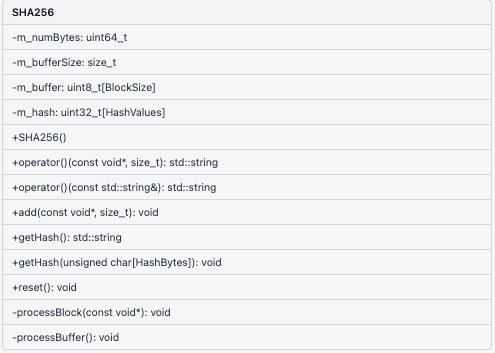 SHA256
-m_numBytes: uint64_t
-m_bufferSize: size_t
-m_buffer: uint8_t[BlockSize]
-m_hash: uint32_t[HashValues]
+SHA256()
+operator()(const void*, size_t): std::string
+operator()(const std::string&): std::string
+add(const void*, size_t): void
+getHash(): std::string
+getHash(unsigned char[HashBytes]): void
+reset(): void
-processBlock(const void*): void
-processBuffer(): void